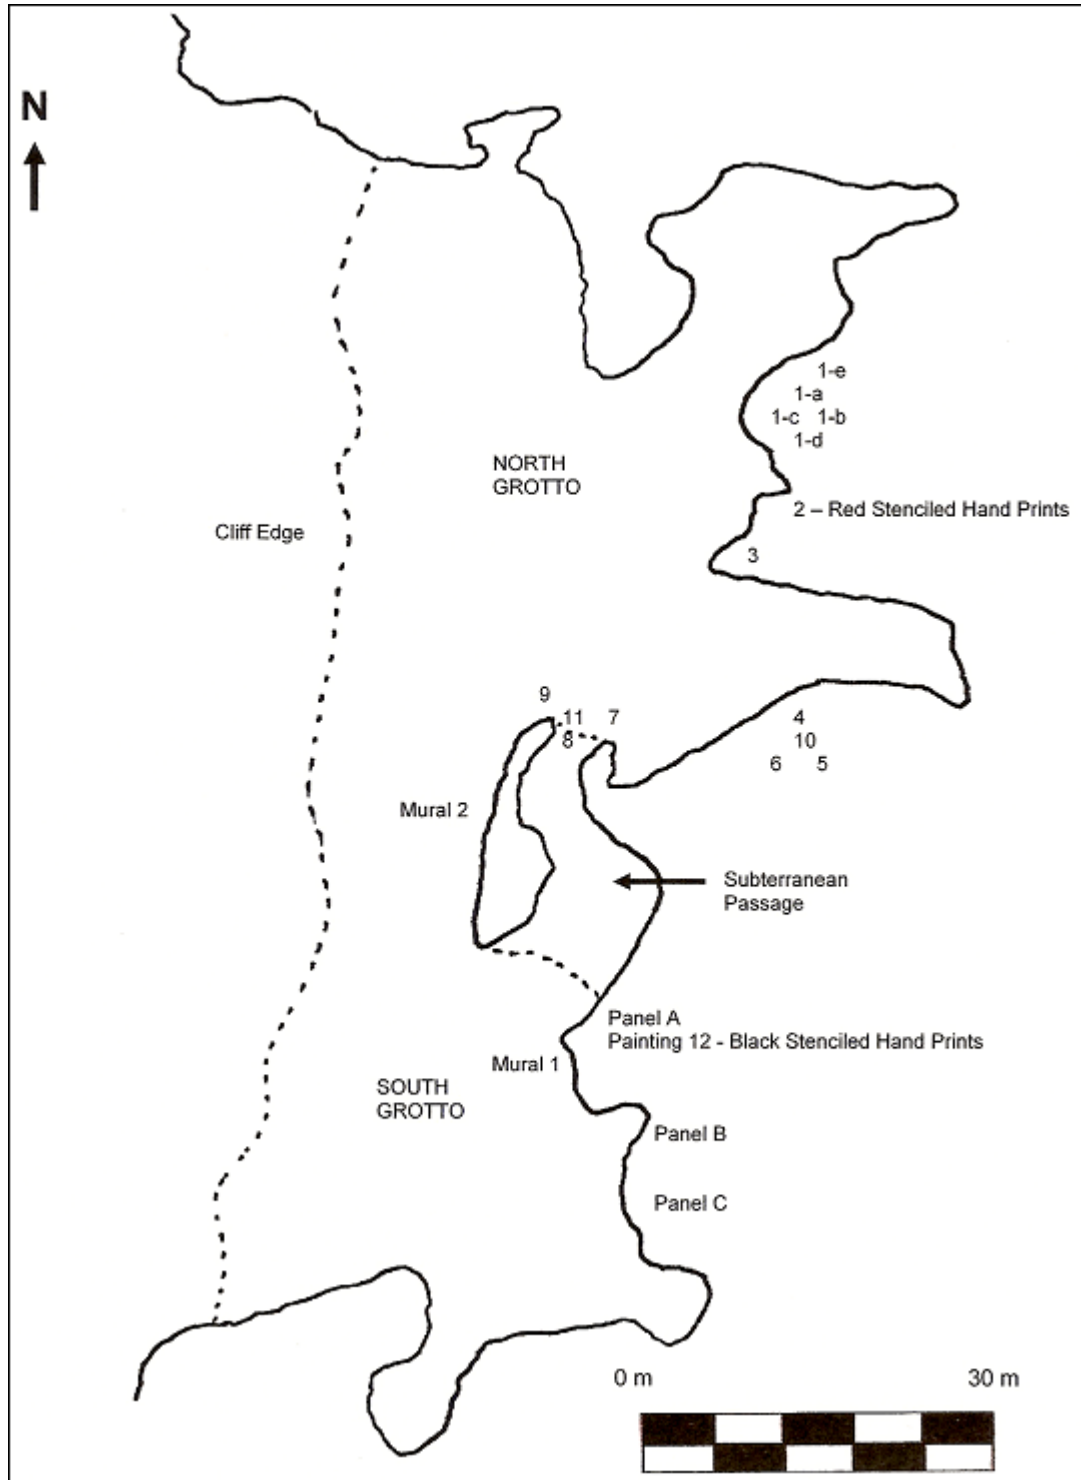 N
1-e
1-a
1-c 1-b
1-d
NORTH
GROTTO
2 – Red Stenciled Hand Prints
Cliff Edge
3
9
11 7
8
4
10
6 5
Mural 2
Subterranean
Passage
Panel A
Painting 12 - Black Stenciled Hand Prints
Mural 1
SOUTH
GROTTO
Panel B
Panel C
0 m 30 m